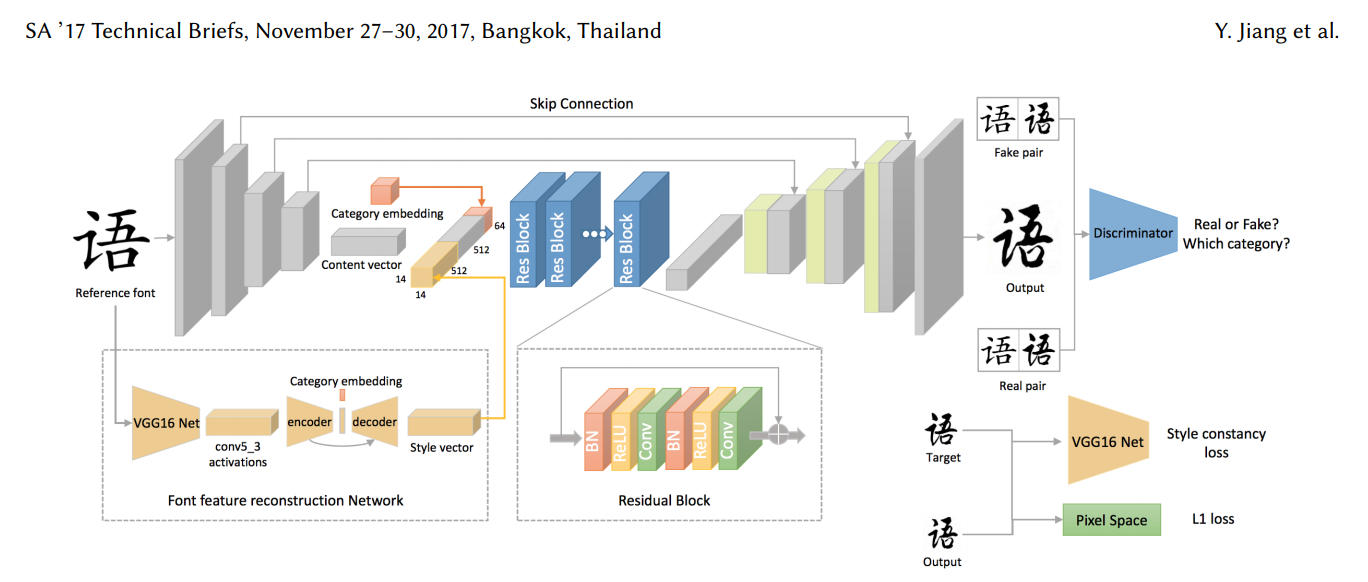 SA ’17 Technical Briefs, November 27–30, 2017, Bangkok, Thailand
Y. Jiang et al.
Skip Connection
语
Reference font
Category embedding
Content vector
64
512
512
14
14
Res Block
Res Block
Res Block
语 语
Fake pair
语
Output
Discriminator
Real or Fake?
Which category?
语 语
Real pair
VGG16 Net
conv5_3
activations
Category embedding
encoder
decoder
Style vector
Font feature reconstruction Network
BN
ReLU
Conv
BN
ReLU
Conv
Residual Block
语
Target
VGG16 Net
Style constancy
loss
语
Output
Pixel Space
L1 loss